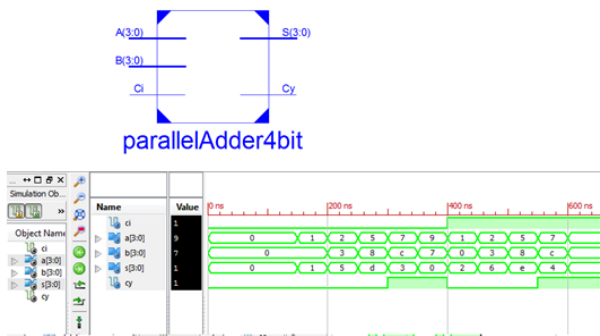 A(3:0)
S(3:0)
B(3:0)
Ci
Cy
parallelAdder4bit
Simulation Ob...
Object Name
ci
a[3:0]
b[3:0]
s[3:0]
cy
Name Value
ci 1
a[3:0] 9
b[3:0] 7
s[3:0] 1
cy 1
0 ns 200 ns 400 ns 600 ns
0 1 2 5 7 9 1 2 5 7
0 3 8 c 7 0 3 8 c
0 1 5 d 3 0 2 6 e 4